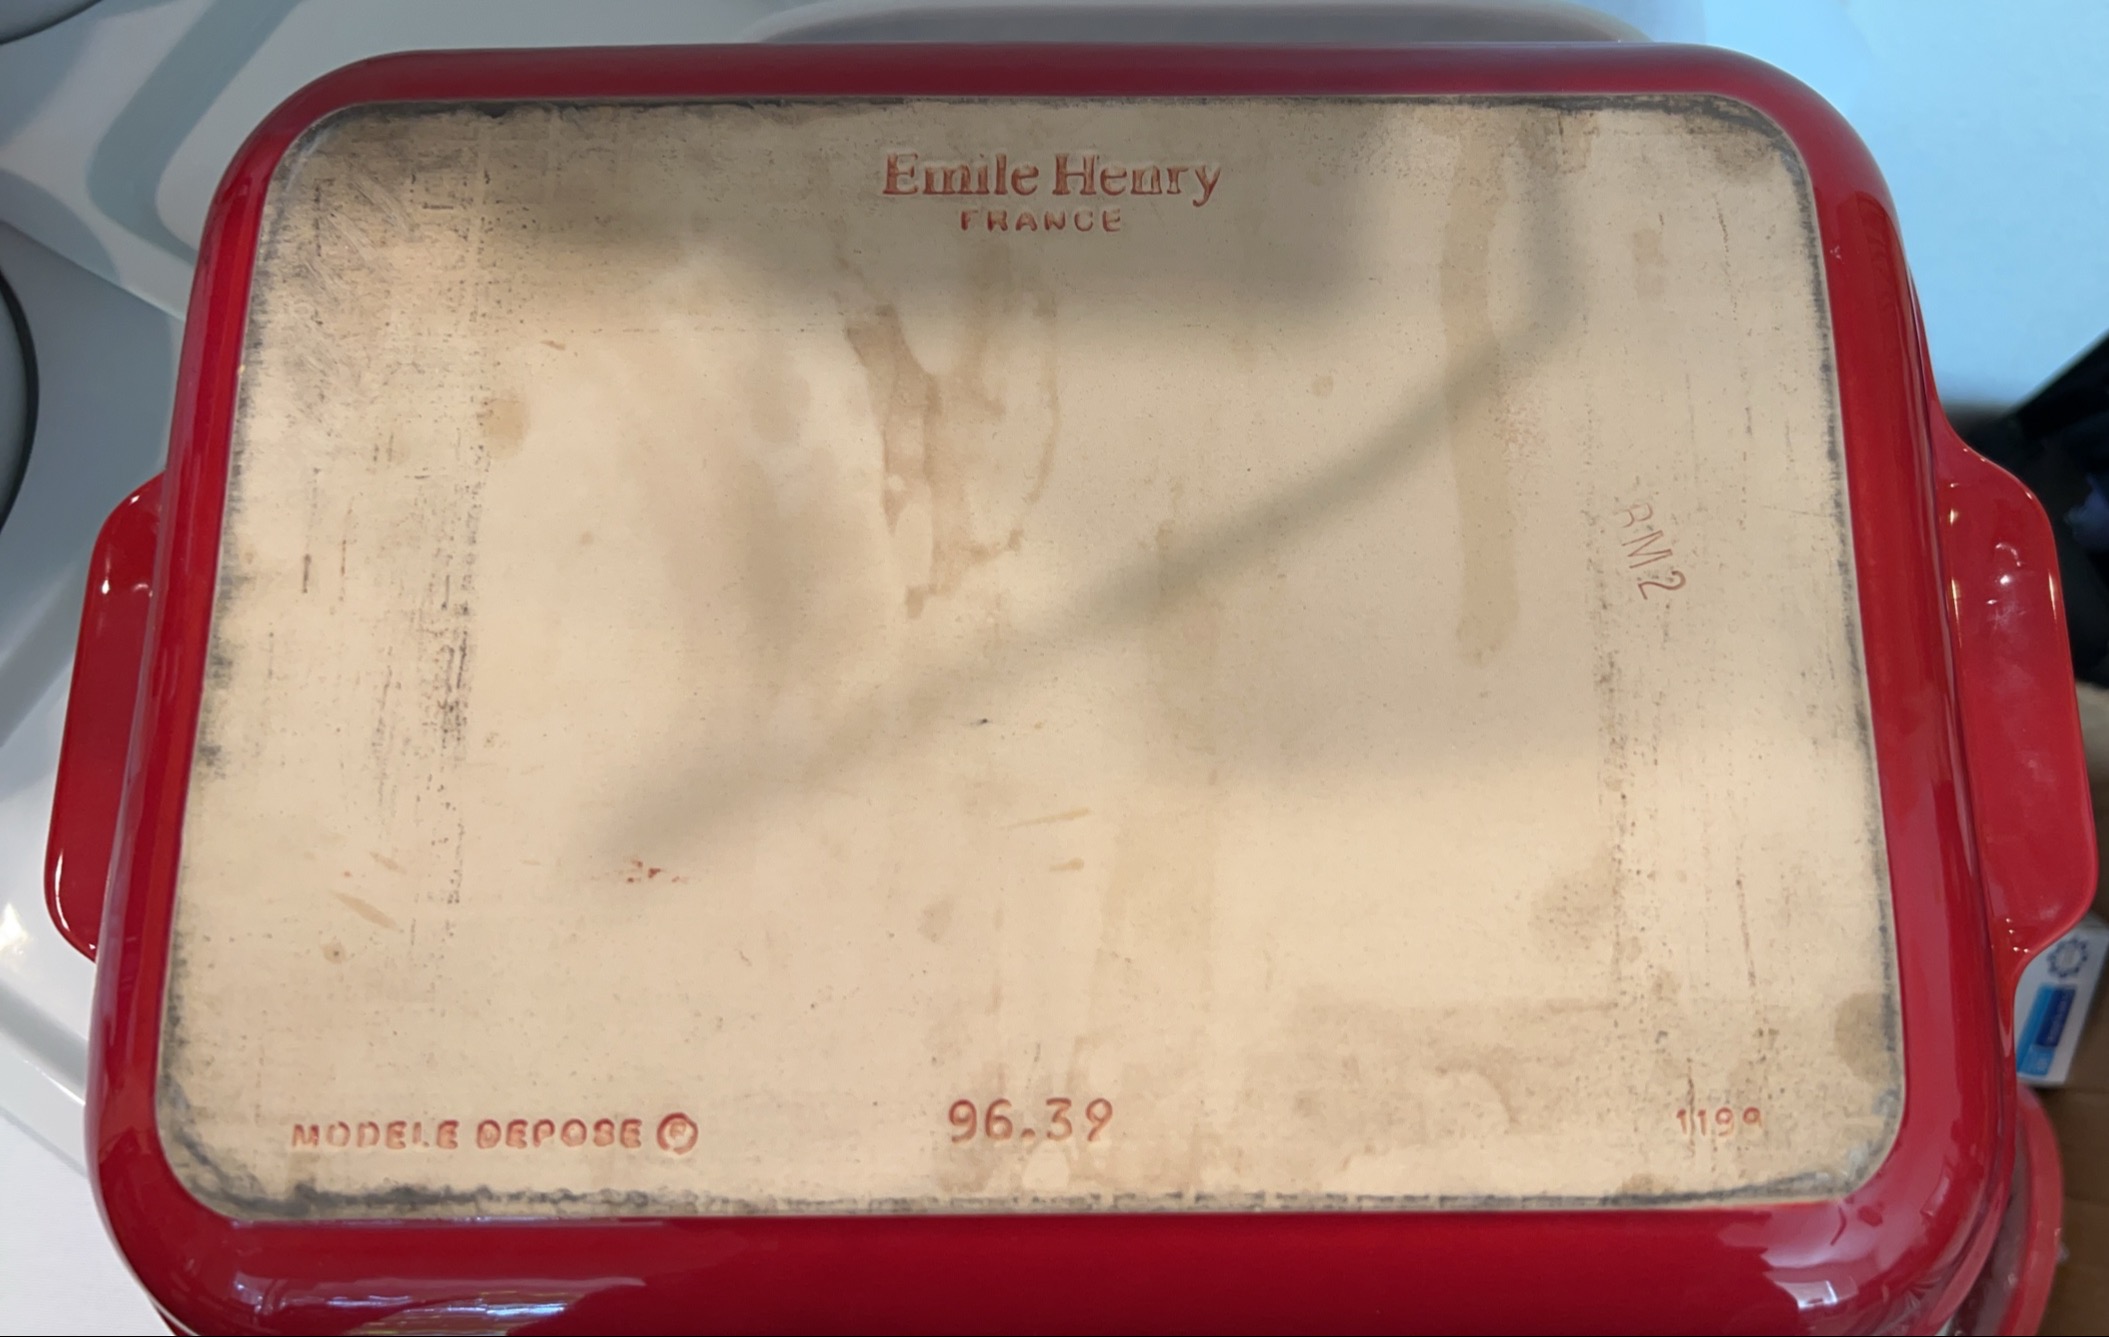 Emile Henry
FRANCE
RM2
MODELE DEPOSE ®
96.39
1199